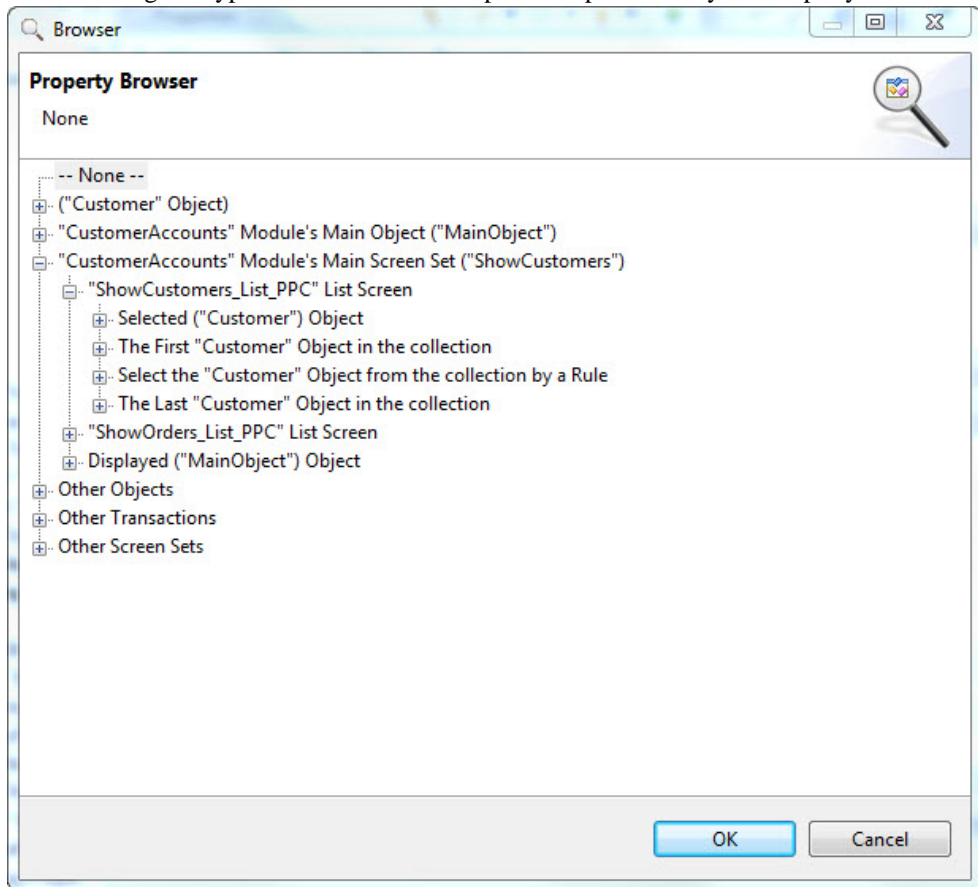 Browser
Property Browser
None
-- None --
("Customer" Object)
"CustomerAccounts" Module's Main Object ("MainObject")
"CustomerAccounts" Module's Main Screen Set ("ShowCustomers")
"ShowCustomers_List_PPC" List Screen
Selected ("Customer") Object
The First "Customer" Object in the collection
Select the "Customer" Object from the collection by a Rule
The Last "Customer" Object in the collection
"ShowOrders_List_PPC" List Screen
Displayed ("MainObject") Object
Other Objects
Other Transactions
Other Screen Sets
OK Cancel